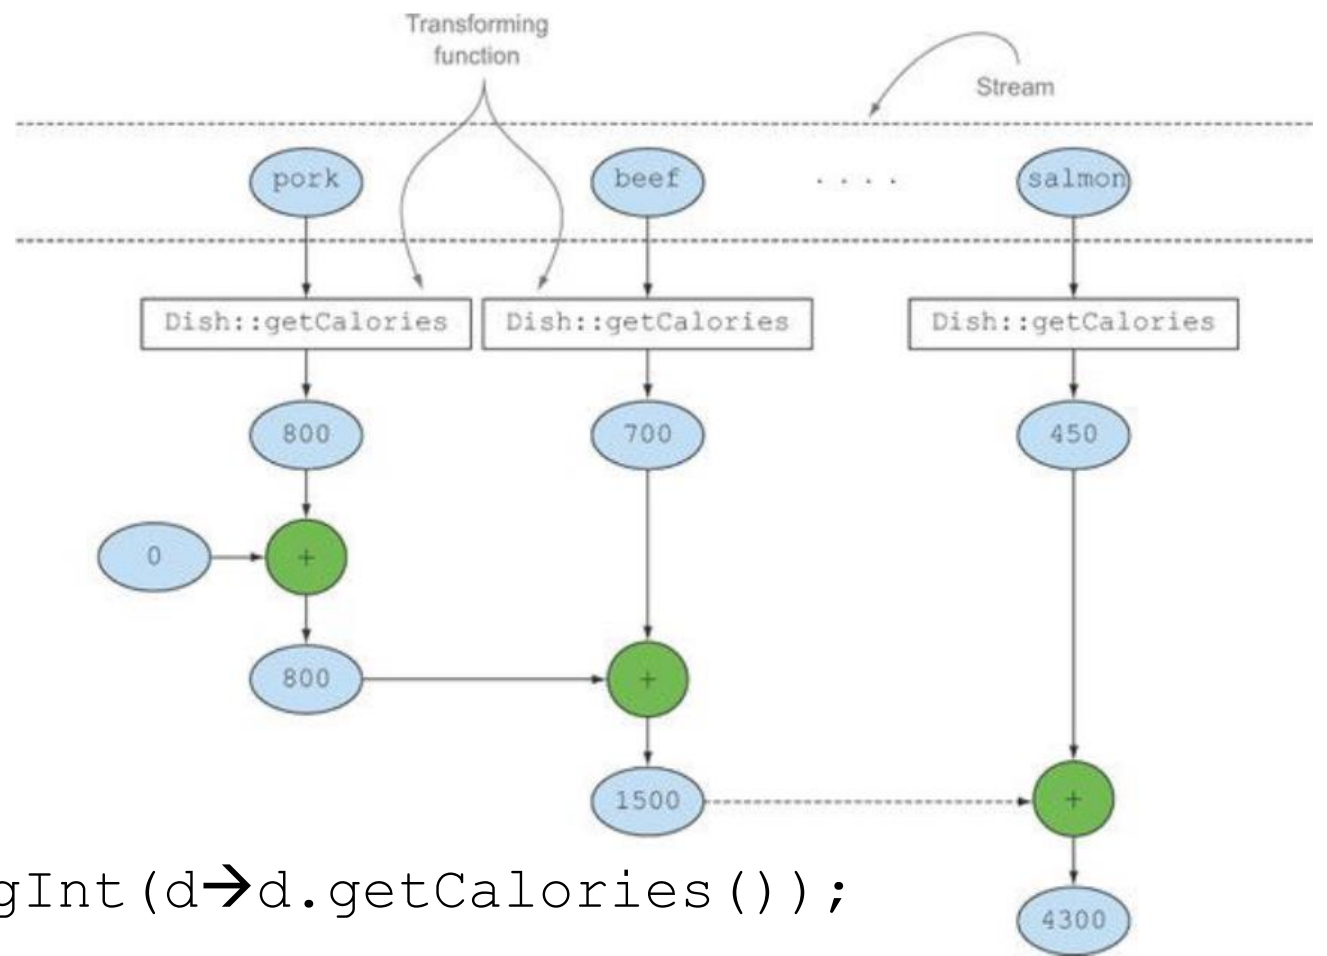 Transforming
function
Stream
pork
beef
. . . .
salmon
Dish::getCalories
Dish::getCalories
Dish::getCalories
800
700
450
0
+
800
+
1500
+
gInt(d→d.getCalories());
4300